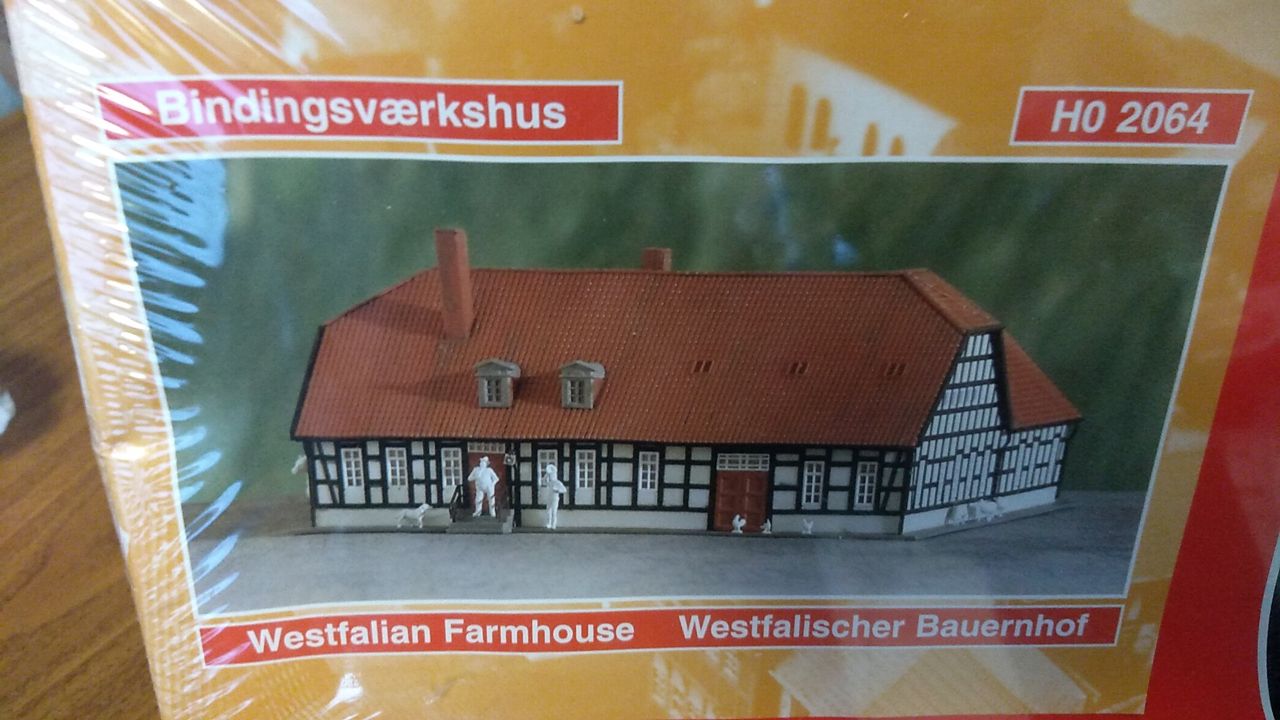 Bindingsværkshus
H0 2064
Westfalian Farmhouse
Westfalischer Bauernhof